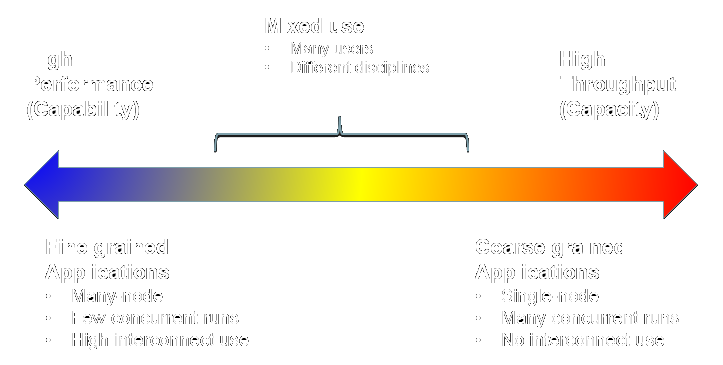 Mixed use
• Many users
• Different disciplines
High
Performance
(Capability)
High
Throughput
(Capacity)
Fine grained
Applications
• Many-node
• Few concurrent runs
• High interconnect use
Coarse grained
Applications
• Single-node
• Many concurrent runs
• No interconnect use